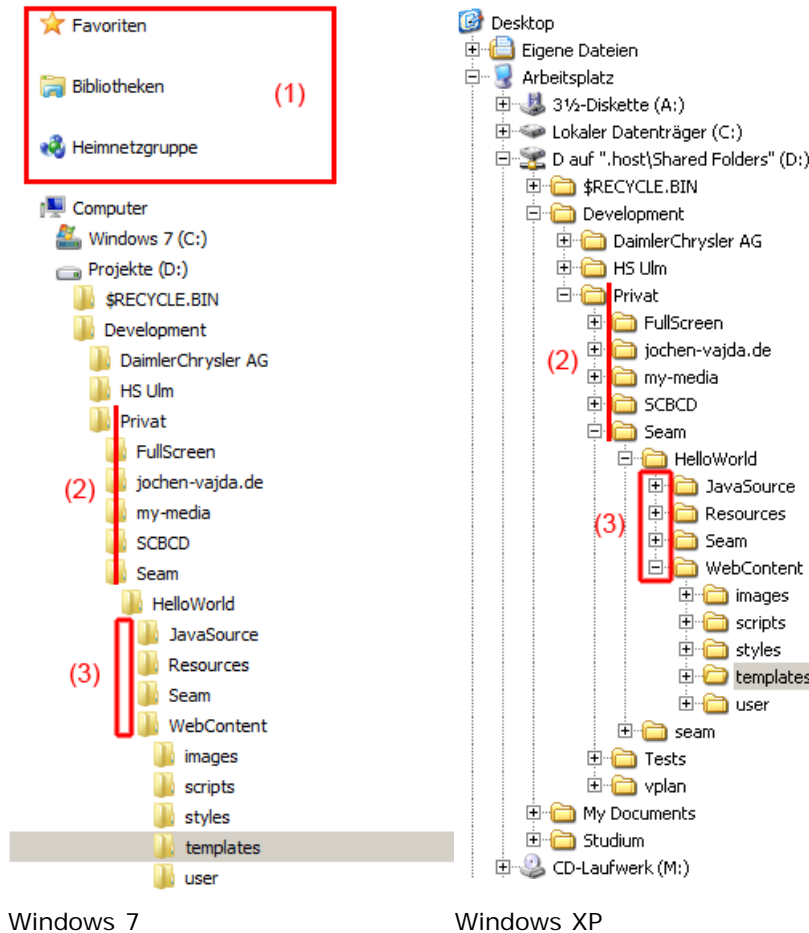 Favoriten
Bibliotheken
(1)
Heimnetzgruppe
Computer
Windows 7 (C:)
Projekte (D:)
$RECYCLE.BIN
Development
DaimlerChrysler AG
HS Ulm
Privat
FullScreen
(2)
jochen-vajda.de
my-media
SCBCD
Seam
HelloWorld
JavaSource
(3)
Resources
Seam
WebContent
images
scripts
styles
templates
user
Windows 7
Desktop
Eigene Dateien
Arbeitsplatz
3½-Diskette (A:)
Lokaler Datenträger (C:)
D auf ".host\Shared Folders" (D:)
$RECYCLE.BIN
Development
DaimlerChrysler AG
HS Ulm
Privat
FullScreen
(2)
jochen-vajda.de
my-media
SCBCD
Seam
HelloWorld
JavaSource
(3)
Resources
Seam
WebContent
images
scripts
styles
templates
user
seam
Tests
vplan
My Documents
Studium
CD-Laufwerk (M:)
Windows XP